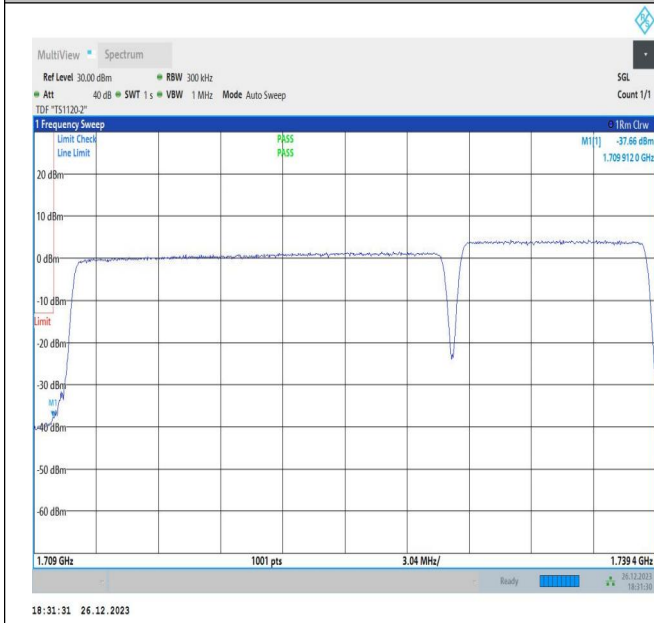 MultiView Spectrum
Ref Level 30.00 dBm RBW 300 kHz SGL
Att 40 dB SWT 1 s VBW 1 MHz Mode Auto Sweep Count 1/1
TDF "TS1120-2"
1 Frequency Sweep 1Rm Clrw
Limit Check PASS M1[1] -37.66 dBm
Line Limit PASS 1.709 912 0 GHz
20 dBm
10 dBm
0 dBm
-10 dBm
Limit
-20 dBm
-30 dBm
M1
-40 dBm
-50 dBm
-60 dBm
1.709 GHz 1001 pts 3.04 MHz/ 1.739 4 GHz
Ready 26.12.2023
18:31:30
18:31:31 26.12.2023